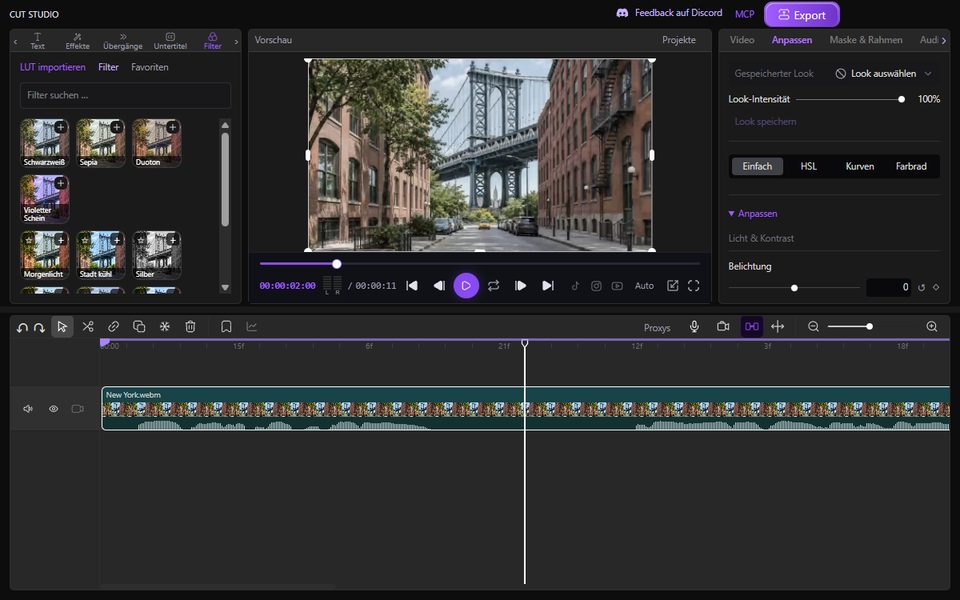 CUT STUDIO
Feedback auf Discord
MCP
Export
Text
Effekte
Übergänge
Untertitel
Filter
LUT importieren
Filter
Favoriten
Filter suchen ...
Schwarzweiß
Sepia
Duoton
Violetter
Schein
Morgenlicht
Stadt kühl
Silber
Vorschau
Projekte
00:00:02:00
L R
/ 00:00:11
Auto
Video
Anpassen
Maske & Rahmen
Audi
Gespeicherter Look
Look auswählen
Look-Intensität
100%
Look speichern
Einfach
HSL
Kurven
Farbrad
Anpassen
Licht & Kontrast
Belichtung
0
Proxys
00:00
15f
6f
21f
12f
3f
18f
New York.webm